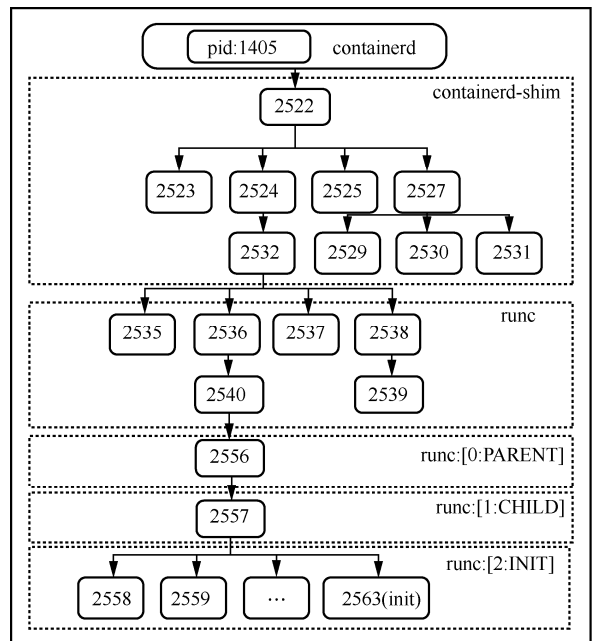 pid:1405 containerd
containerd-shim
2522
2523 2524 2525 2527
2532 2529 2530 2531
runc
2535 2536 2537 2538
2540 2539
2556 runc:[0:PARENT]
2557 runc:[1:CHILD]
runc:[2:INIT]
2558 2559 … 2563(init)